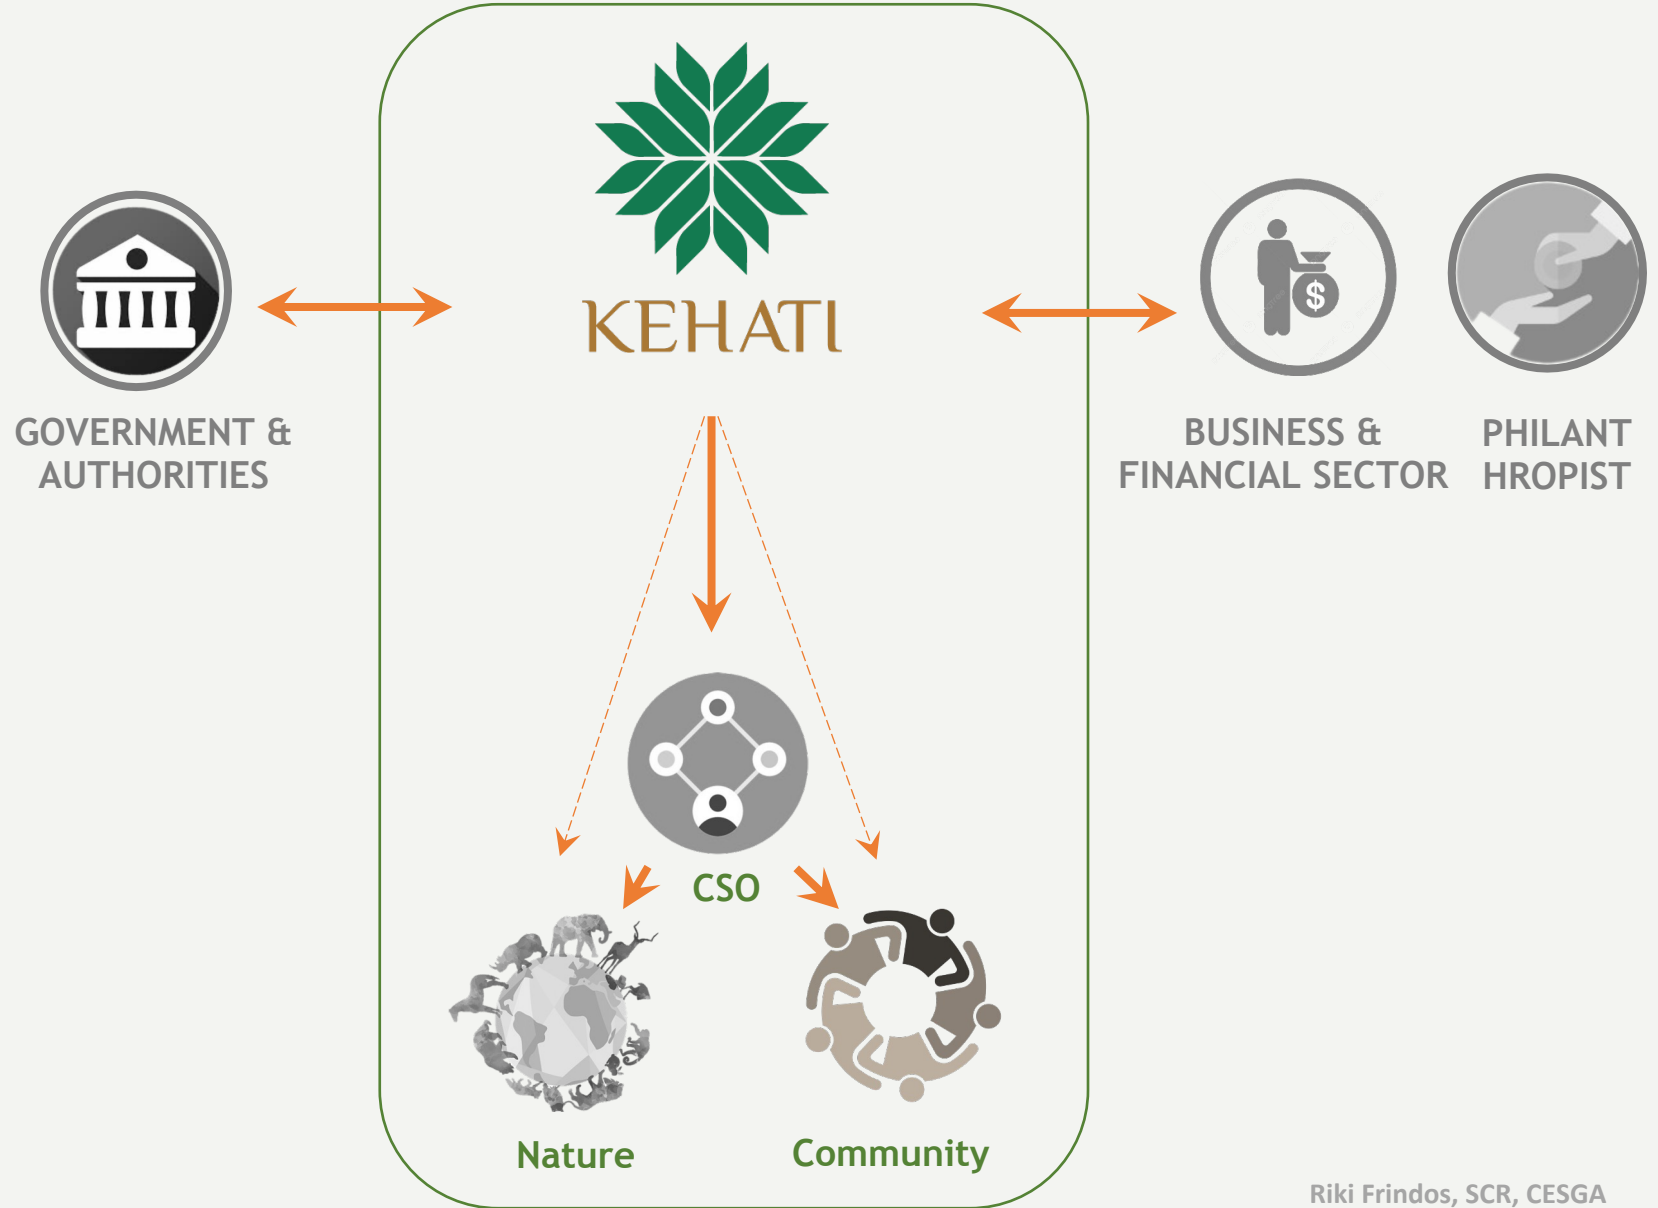 KEHATI
GOVERNMENT &
AUTHORITIES
BUSINESS &
FINANCIAL SECTOR
PHILANT
HROPIST
$
CSO
Nature
Community
Riki Frindos, SCR, CESGA